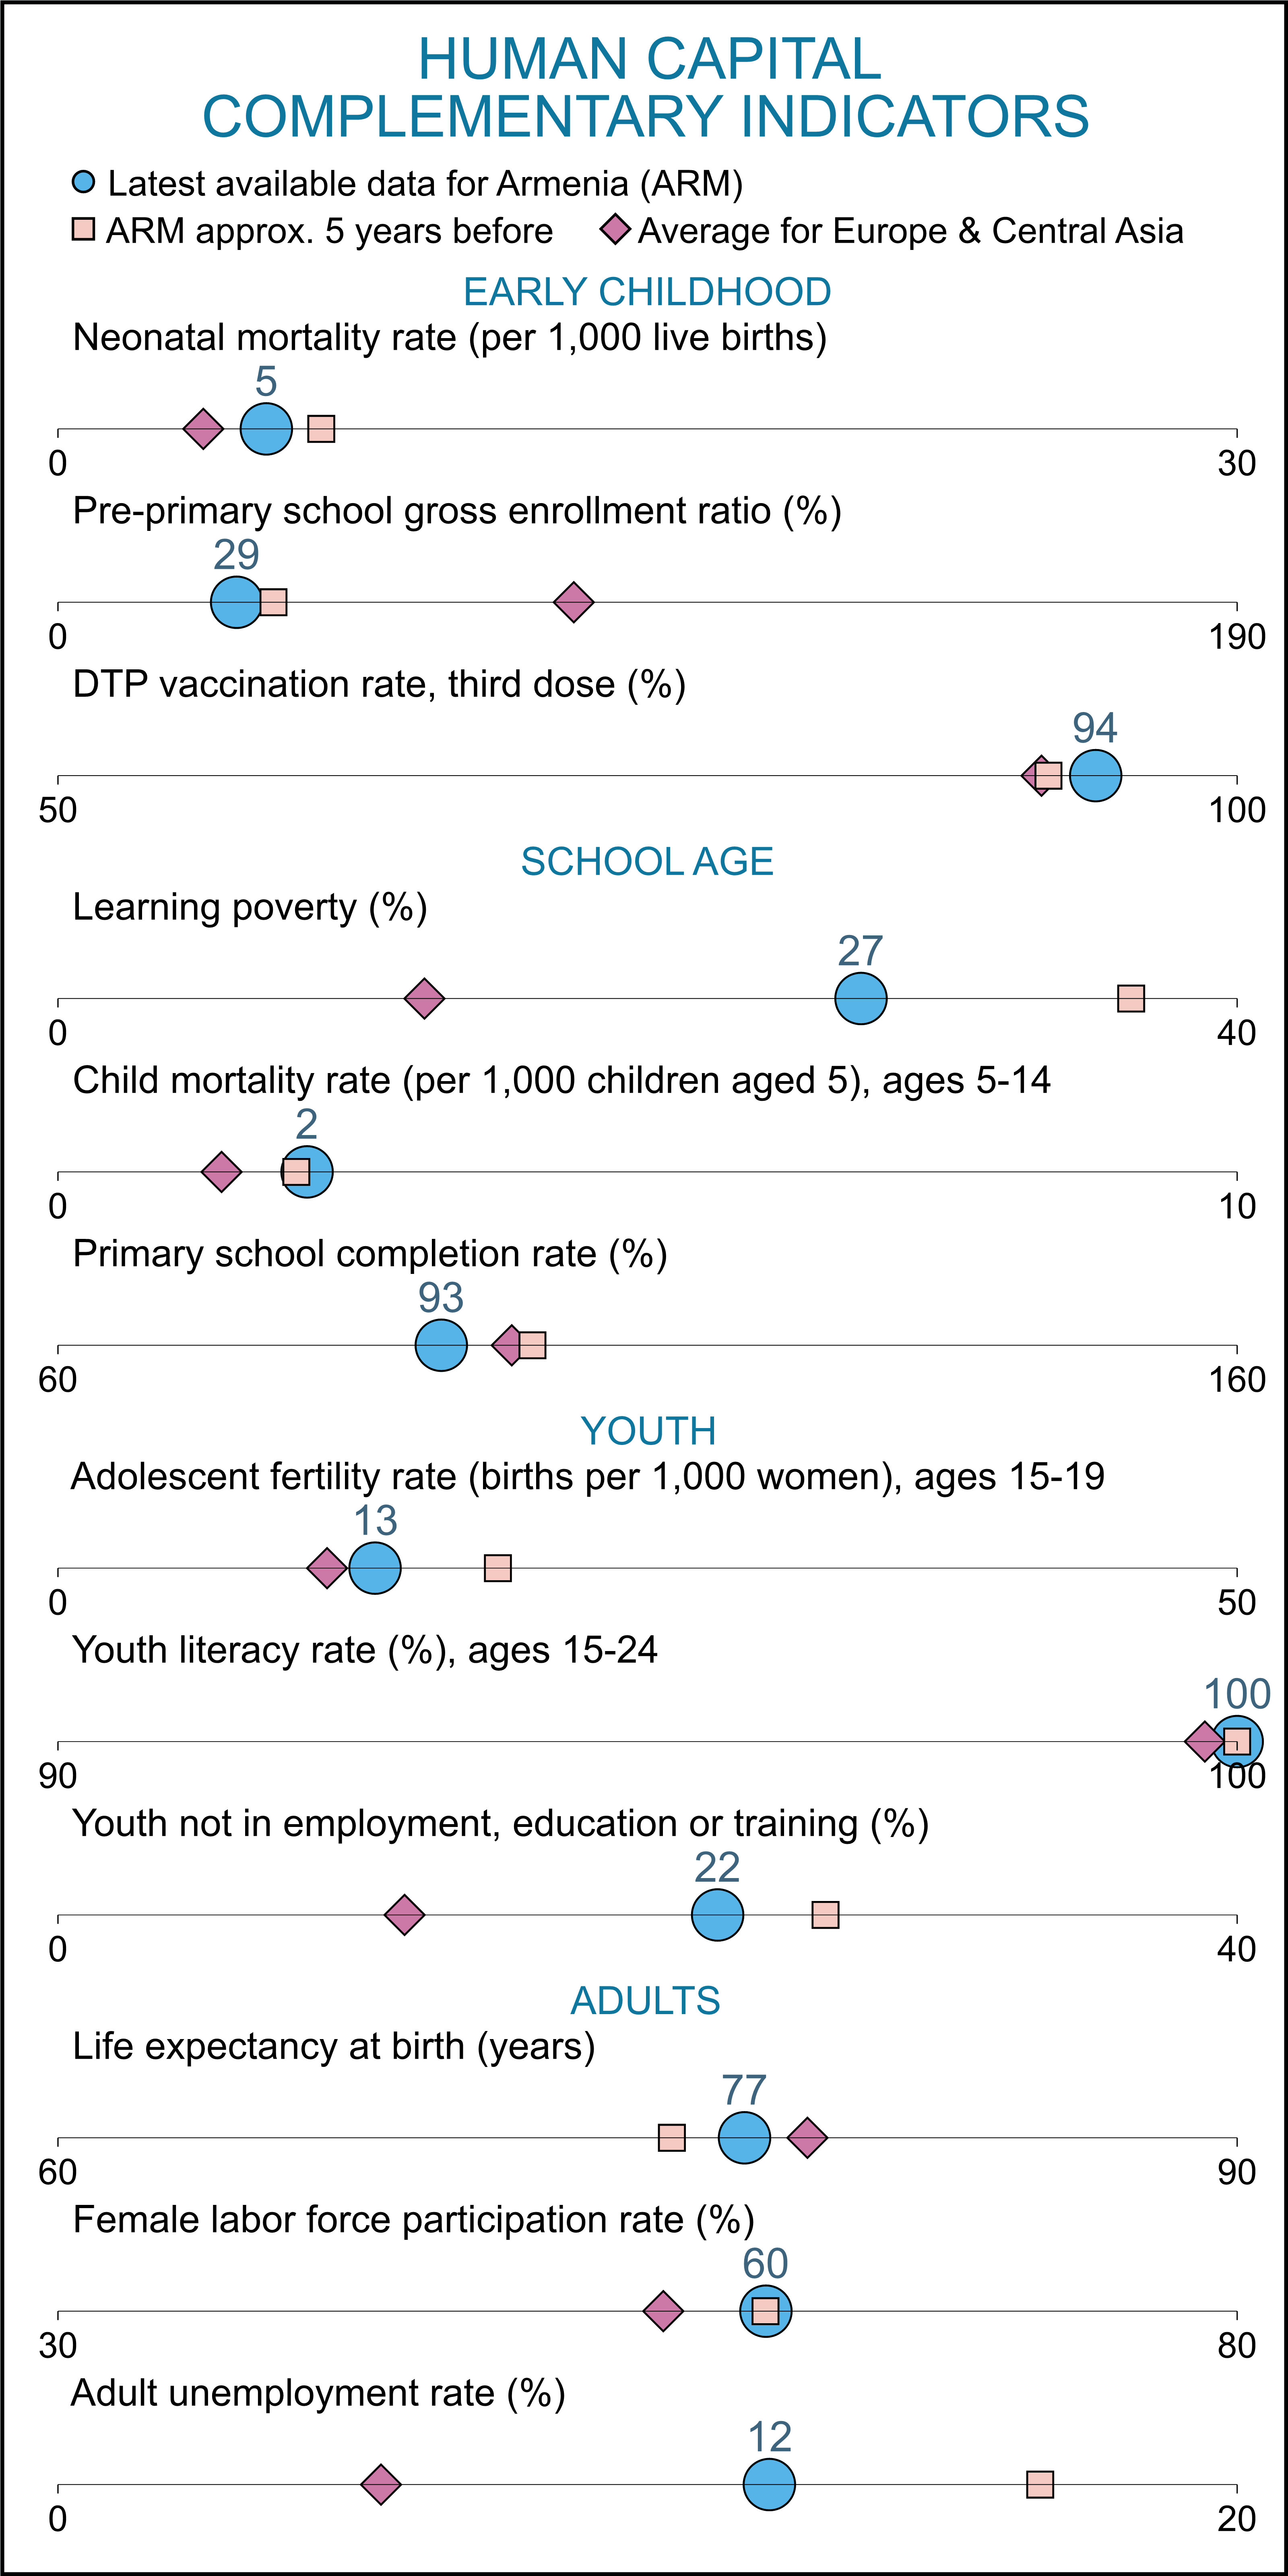 HUMAN CAPITAL
COMPLEMENTARY INDICATORS
Latest available data for Armenia (ARM)
ARM approx. 5 years before Average for Europe & Central Asia
EARLY CHILDHOOD
Neonatal mortality rate (per 1,000 live births)
5
0 30
Pre-primary school gross enrollment ratio (%)
29
0 190
DTP vaccination rate, third dose (%)
94
50 100
SCHOOL AGE
Learning poverty (%)
27
0 40
Child mortality rate (per 1,000 children aged 5), ages 5-14
2
0 10
Primary school completion rate (%)
93
60 160
YOUTH
Adolescent fertility rate (births per 1,000 women), ages 15-19
13
0 50
Youth literacy rate (%), ages 15-24
100
90 100
Youth not in employment, education or training (%)
22
0 40
ADULTS
Life expectancy at birth (years)
77
60 90
Female labor force participation rate (%)
60
30 80
Adult unemployment rate (%)
12
0 20